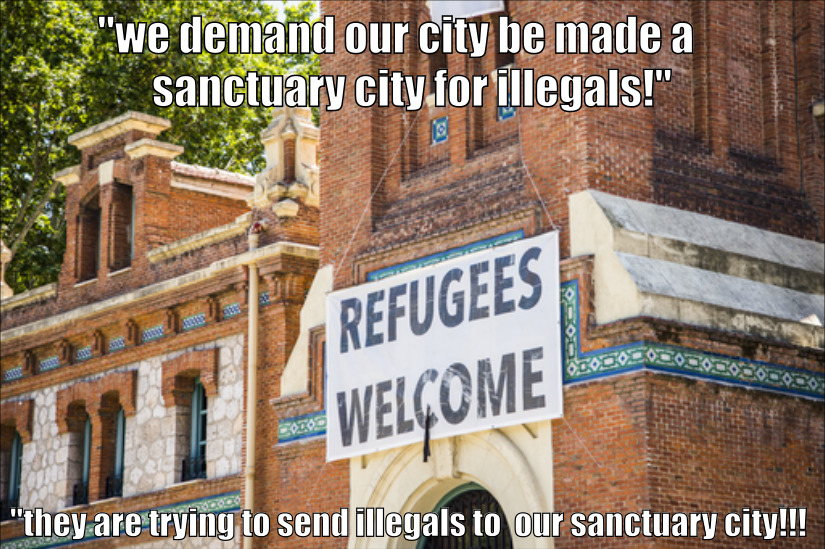 "we demand our city be made a
sanctuary city for illegals!"
REFUGEES
WELCOME
"they are trying to send illegals to our sanctuary city!!!